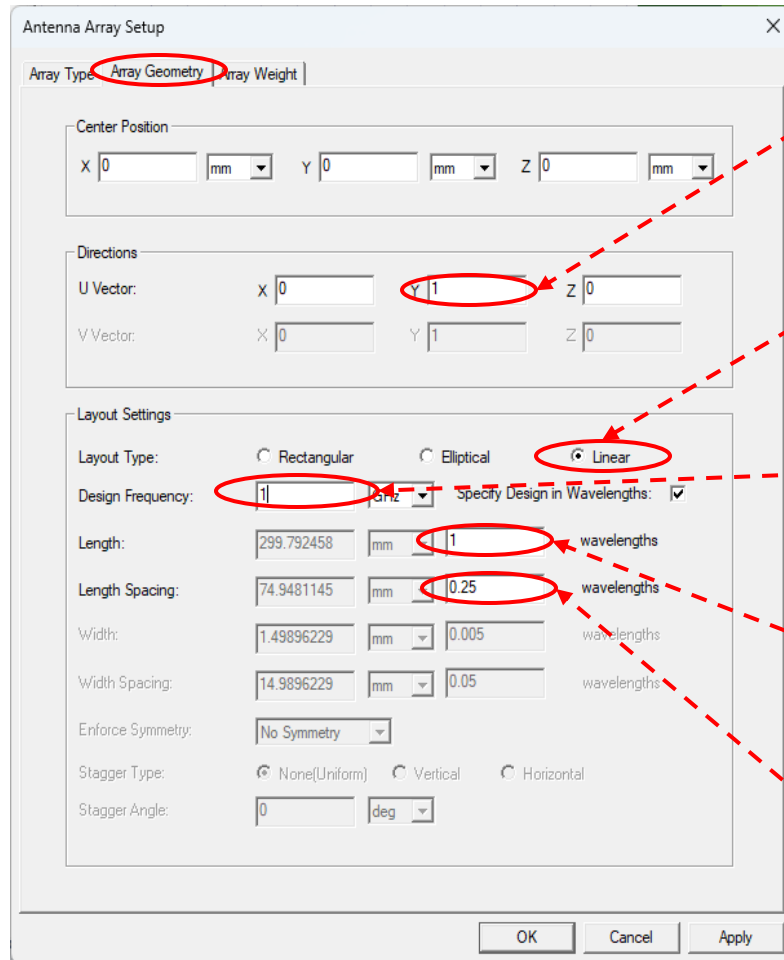 Antenna Array Setup
Array Type Array Geometry Array Weight
Center Position
X 0 mm Y 0 mm Z 0 mm
Directions
U Vector: X 0 Y 1 Z 0
V Vector: X 0 Y 1 Z 0
Layout Settings
Layout Type: Rectangular Elliptical Linear
Design Frequency: 1 GHz Specify Design in Wavelengths:
Length: 299.792458 mm 1 wavelengths
Length Spacing: 74.9481145 mm 0.25 wavelengths
Width: 1.49896229 mm 0.005 wavelengths
Width Spacing: 14.9896229 mm 0.05 wavelengths
Enforce Symmetry: No Symmetry
Stagger Type: None(Uniform) Vertical Horizontal
Stagger Angle: 0 deg
OK Cancel Apply